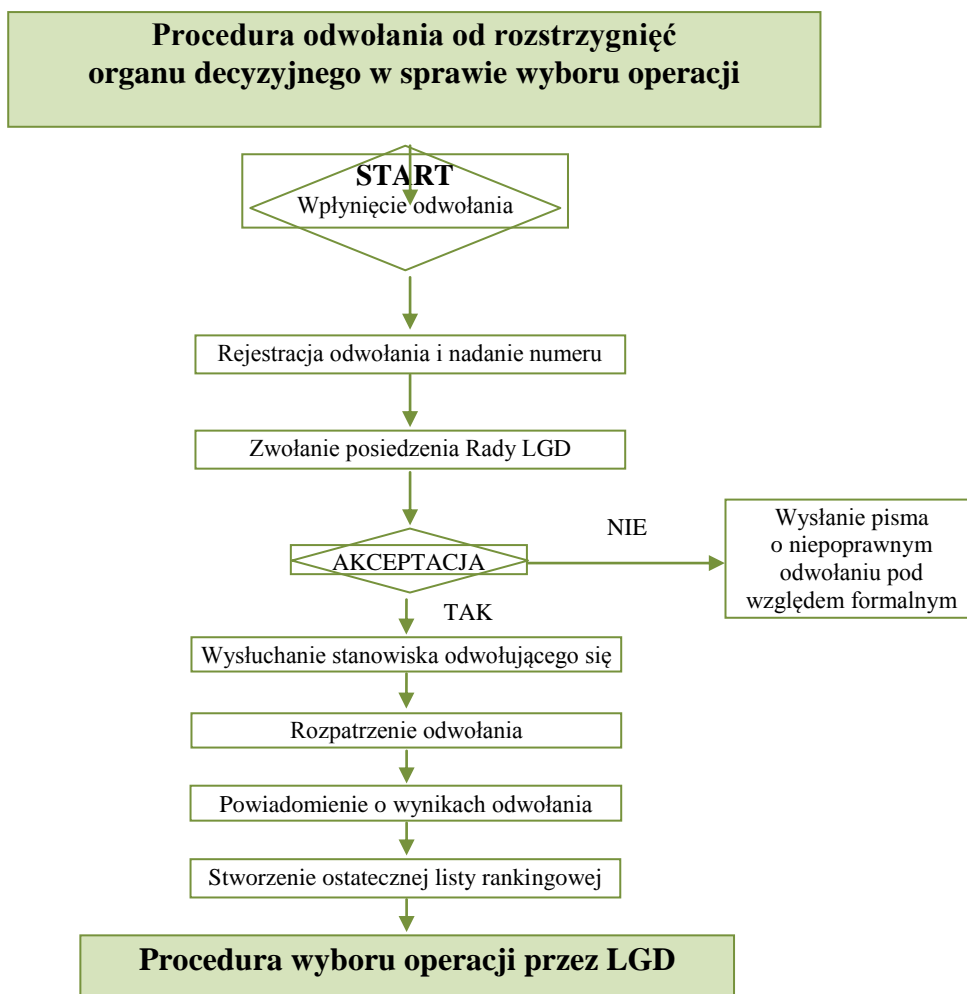 Procedura odwołania od rozstrzygnięć
organu decyzyjnego w sprawie wyboru operacji
START
Wpłynięcie odwołania
Rejestracja odwołania i nadanie numeru
Zwołanie posiedzenia Rady LGD
AKCEPTACJA
NIE
Wysłanie pisma
o niepoprawnym
odwołaniu pod
względem formalnym
TAK
Wysłuchanie stanowiska odwołującego się
Rozpatrzenie odwołania
Powiadomienie o wynikach odwołania
Stworzenie ostatecznej listy rankingowej
Procedura wyboru operacji przez LGD